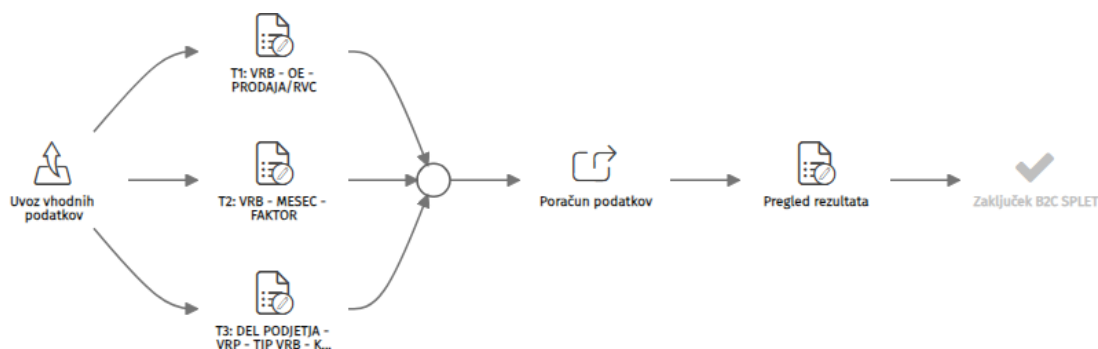 Uvoz vhodnih
podatkov
T1: VRB - OE -
PRODAJA/RVC
T2: VRB - MESEC -
FAKTOR
T3: DEL PODJETJA -
VRP - TIP VRB - K...
Poračun podatkov
Pregled rezultata
Zaključek B2C SPLET